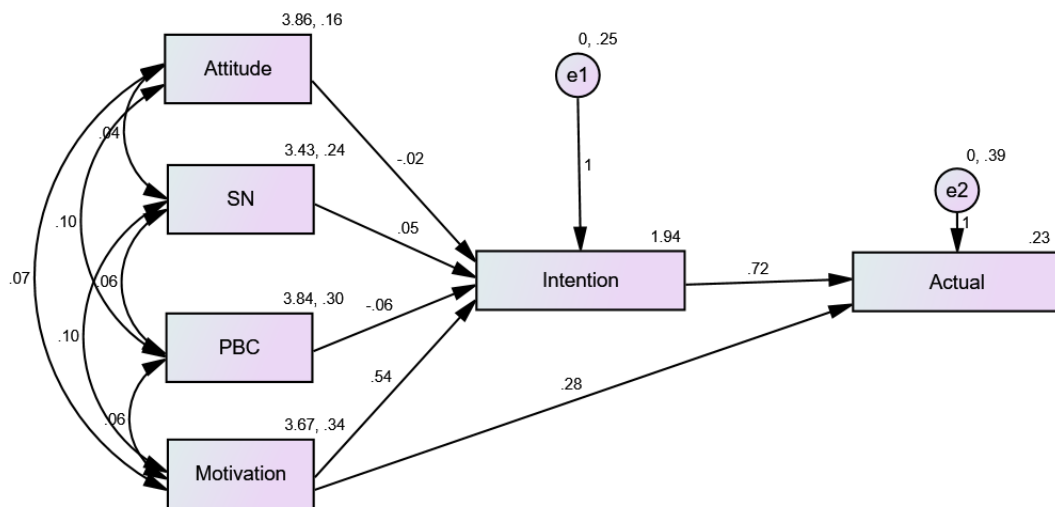 3.86, .16
Attitude
0, .25
e1
.04
-.02
3.43, .24
SN
.05
1
0, .39
e2
1
.10
.07
.06
1.94
Intention
.72
.23
Actual
3.84, .30
PBC
-.06
.10
.54
.28
.06
3.67, .34
Motivation